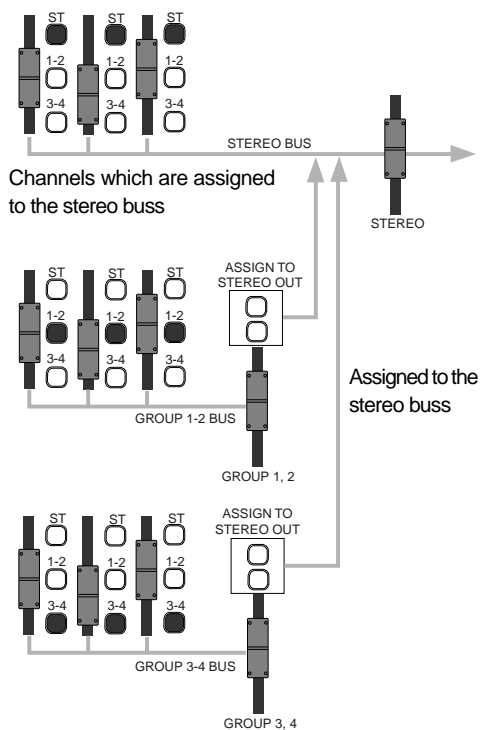 ST ST ST
1-2 1-2 1-2
3-4 3-4 3-4
STEREO BUS
Channels which are assigned
to the stereo buss
STEREO
ASSIGN TO
STEREO OUT
ST ST ST
1-2 1-2 1-2
3-4 3-4 3-4
Assigned to the
stereo buss
GROUP 1-2 BUS
GROUP 1, 2
ASSIGN TO
STEREO OUT
ST ST ST
1-2 1-2 1-2
3-4 3-4 3-4
GROUP 3-4 BUS
GROUP 3, 4